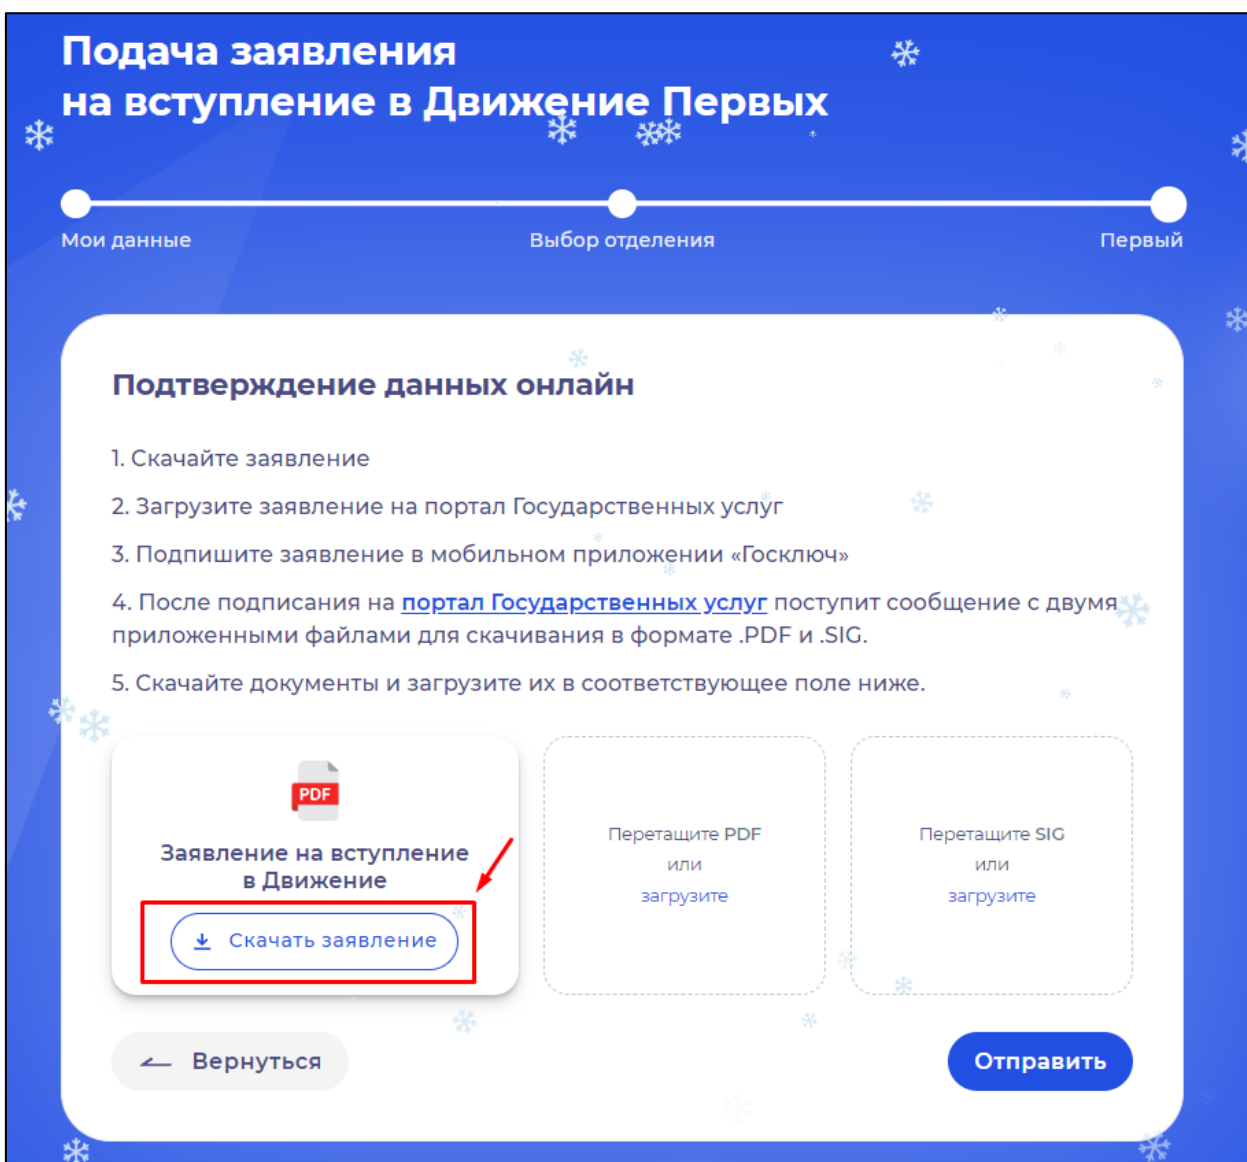 Подача заявления
на вступление в Движение Первых
Мои данные
Выбор отделения
Первый
Подтверждение данных онлайн
1. Скачайте заявление
2. Загрузите заявление на портал Государственных услуг
3. Подпишите заявление в мобильном приложении «Госключ»
4. После подписания на портал Государственных услуг поступит сообщение с двумя
приложенными файлами для скачивания в формате .PDF и .SIG.
5. Скачайте документы и загрузите их в соответствующее поле ниже.
PDF
Заявление на вступление
в Движение
Скачать заявление
Перетащите PDF
или
загрузите
Перетащите SIG
или
загрузите
Вернуться
Отправить